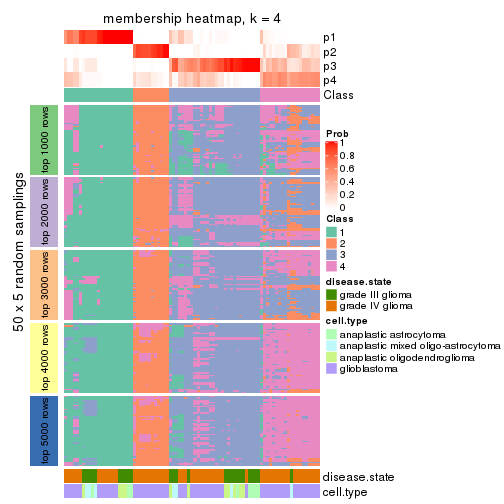 membership heatmap, k = 4
p1
p2
p3
p4
Class
50 x 5 random samplings
top 1000 rows
top 2000 rows
top 3000 rows
top 4000 rows
top 5000 rows
disease.state
cell.type
Prob
1
0.8
0.6
0.4
0.2
0
Class
1
2
3
4
disease.state
grade III glioma
grade IV glioma
cell.type
anaplastic astrocytoma
anaplastic mixed oligo-astrocytoma
anaplastic oligodendroglioma
glioblastoma